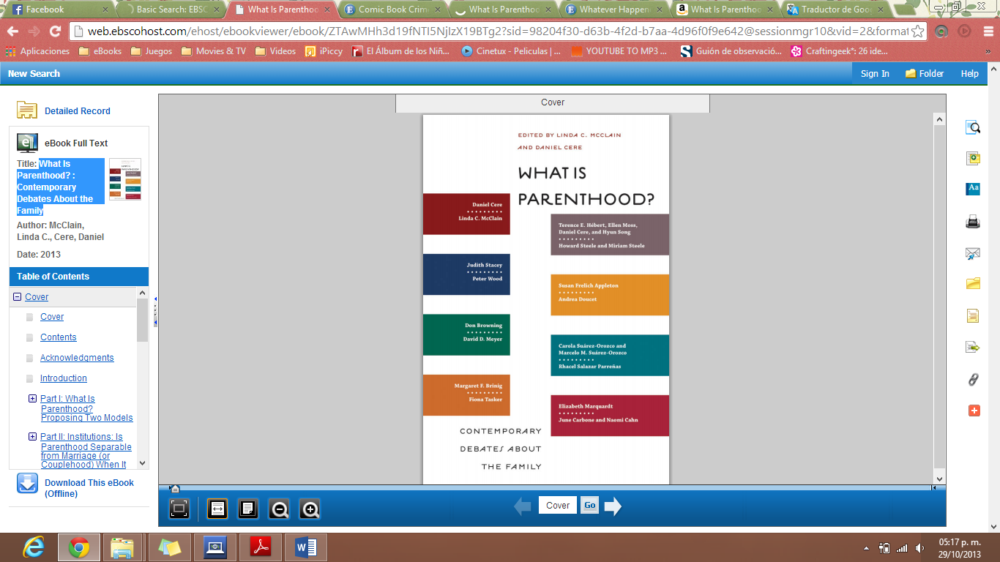 Facebook
Basic Search: EBSC
What Is Parenthoo
Comic Book Crim
What Is Parenthoo
Whatever Happen
What Is Parenthoo
Traductor de Goo
web.ebscohost.com/ehost/ebookviewer/ebook/ZTAwMHh3d19fNTI5NjIzX19BTg2?sid=98204f30-d63b-4f2d-b7aa-4d96f0f9e642@sessionmgr10&vid=2&format
Aplicaciones
eBooks
Juegos
Movies & TV
Videos
iPiccy
El Álbum de los Niñ...
Cinetux - Peliculas | ...
YOUTUBE TO MP3 ...
Guión de observació...
Craftingeek*: 26 ide...
»
New Search
Sign In
Folder
Help
Detailed Record
eBook Full Text
Title: What Is
Parenthood? :
Contemporary
Debates About the
Family
Author: McClain,
Linda C., Cere, Daniel
Date: 2013
Table of Contents
Cover
Cover
Contents
Acknowledgments
Introduction
Part I: What Is
Parenthood?
Proposing Two Models
Part II: Institutions: Is
Parenthood Separable
from Marriage (or
Couplehood) When It
Download This eBook
(Offline)
Cover
EDITED BY LINDA C. MCCLAIN
AND DANIEL CERE
WHAT IS
PARENTHOOD?
Daniel Cere
Linda C. McClain
Terence E. Hébert, Ellen Moss,
Daniel Cere, and Hyun Song
Howard Steele and Miriam Steele
Judith Stacey
Peter Wood
Susan Frelich Appleton
Andrea Doucet
Don Browning
David D. Meyer
Carola Suárez-Orozco and
Marcelo M. Suárez-Orozco
Rhacel Salazar Parreñas
Margaret F. Brinig
Fiona Tasker
Elizabeth Marquardt
June Carbone and Naomi Cahn
CONTEMPORARY
DEBATES ABOUT
THE FAMILY
Cover
Go
Aa
05:17 p. m.
29/10/2013